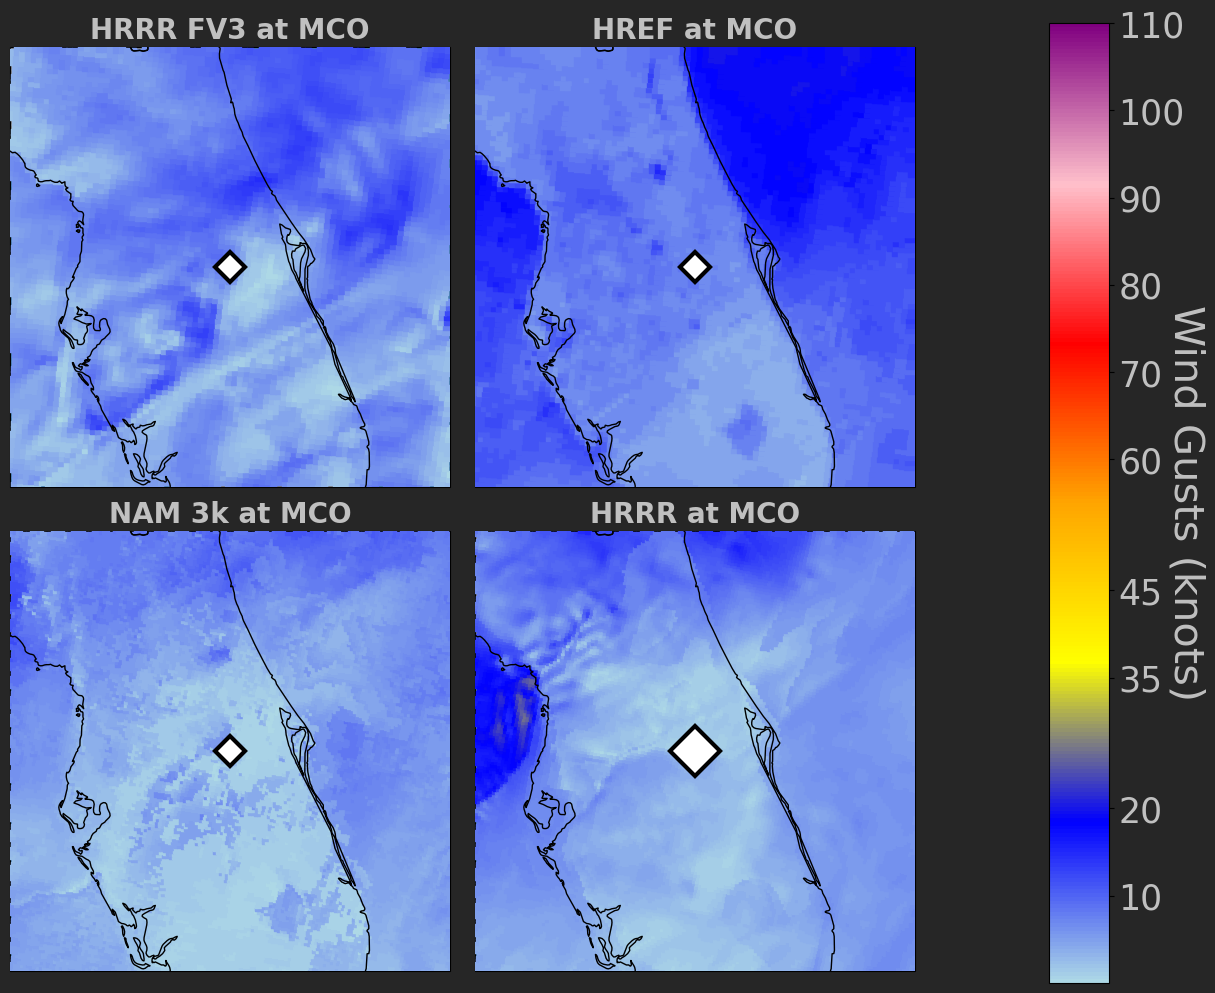 HRRR FV3 at MCO
HREF at MCO
NAM 3k at MCO
HRRR at MCO
110
100
90
80
70
60
45
35
20
10
Wind Gusts (knots)